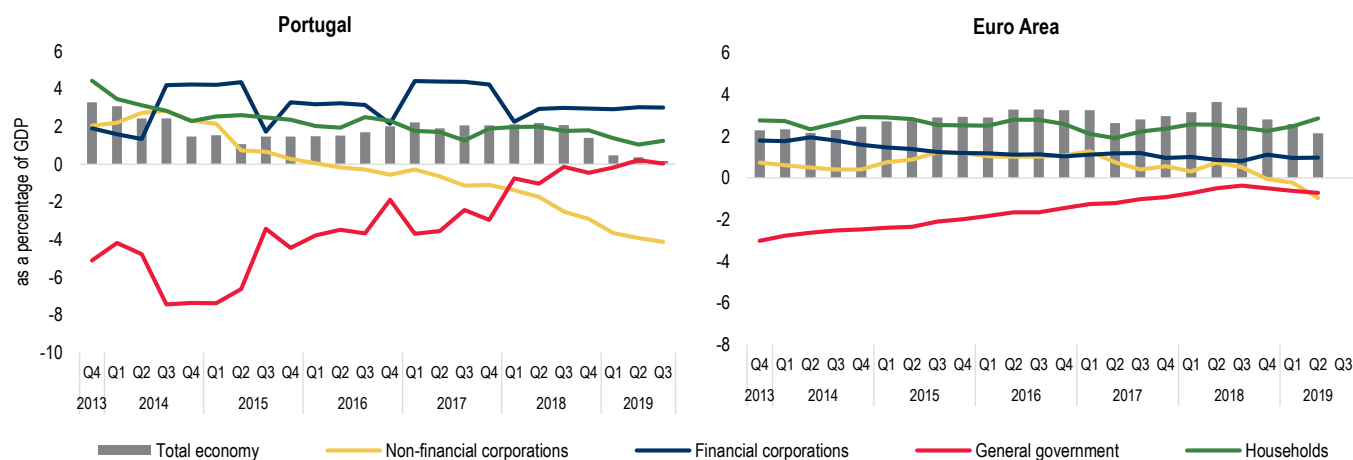 Portugal
as a percentage of GDP
6
4
2
0
-2
-4
-6
-8
-10
Q4 Q1 Q2 Q3 Q4 Q1 Q2 Q3 Q4 Q1 Q2 Q3 Q4 Q1 Q2 Q3 Q4 Q1 Q2 Q3 Q4 Q1 Q2 Q3
2013 2014 2015 2016 2017 2018 2019
Euro Area
6
4
2
0
-2
-4
-6
-8
Q4 Q1 Q2 Q3 Q4 Q1 Q2 Q3 Q4 Q1 Q2 Q3 Q4 Q1 Q2 Q3 Q4 Q1 Q2 Q3 Q4 Q1 Q2 Q3
2013 2014 2015 2016 2017 2018 2019
Total economy Non-financial corporations Financial corporations General government Households